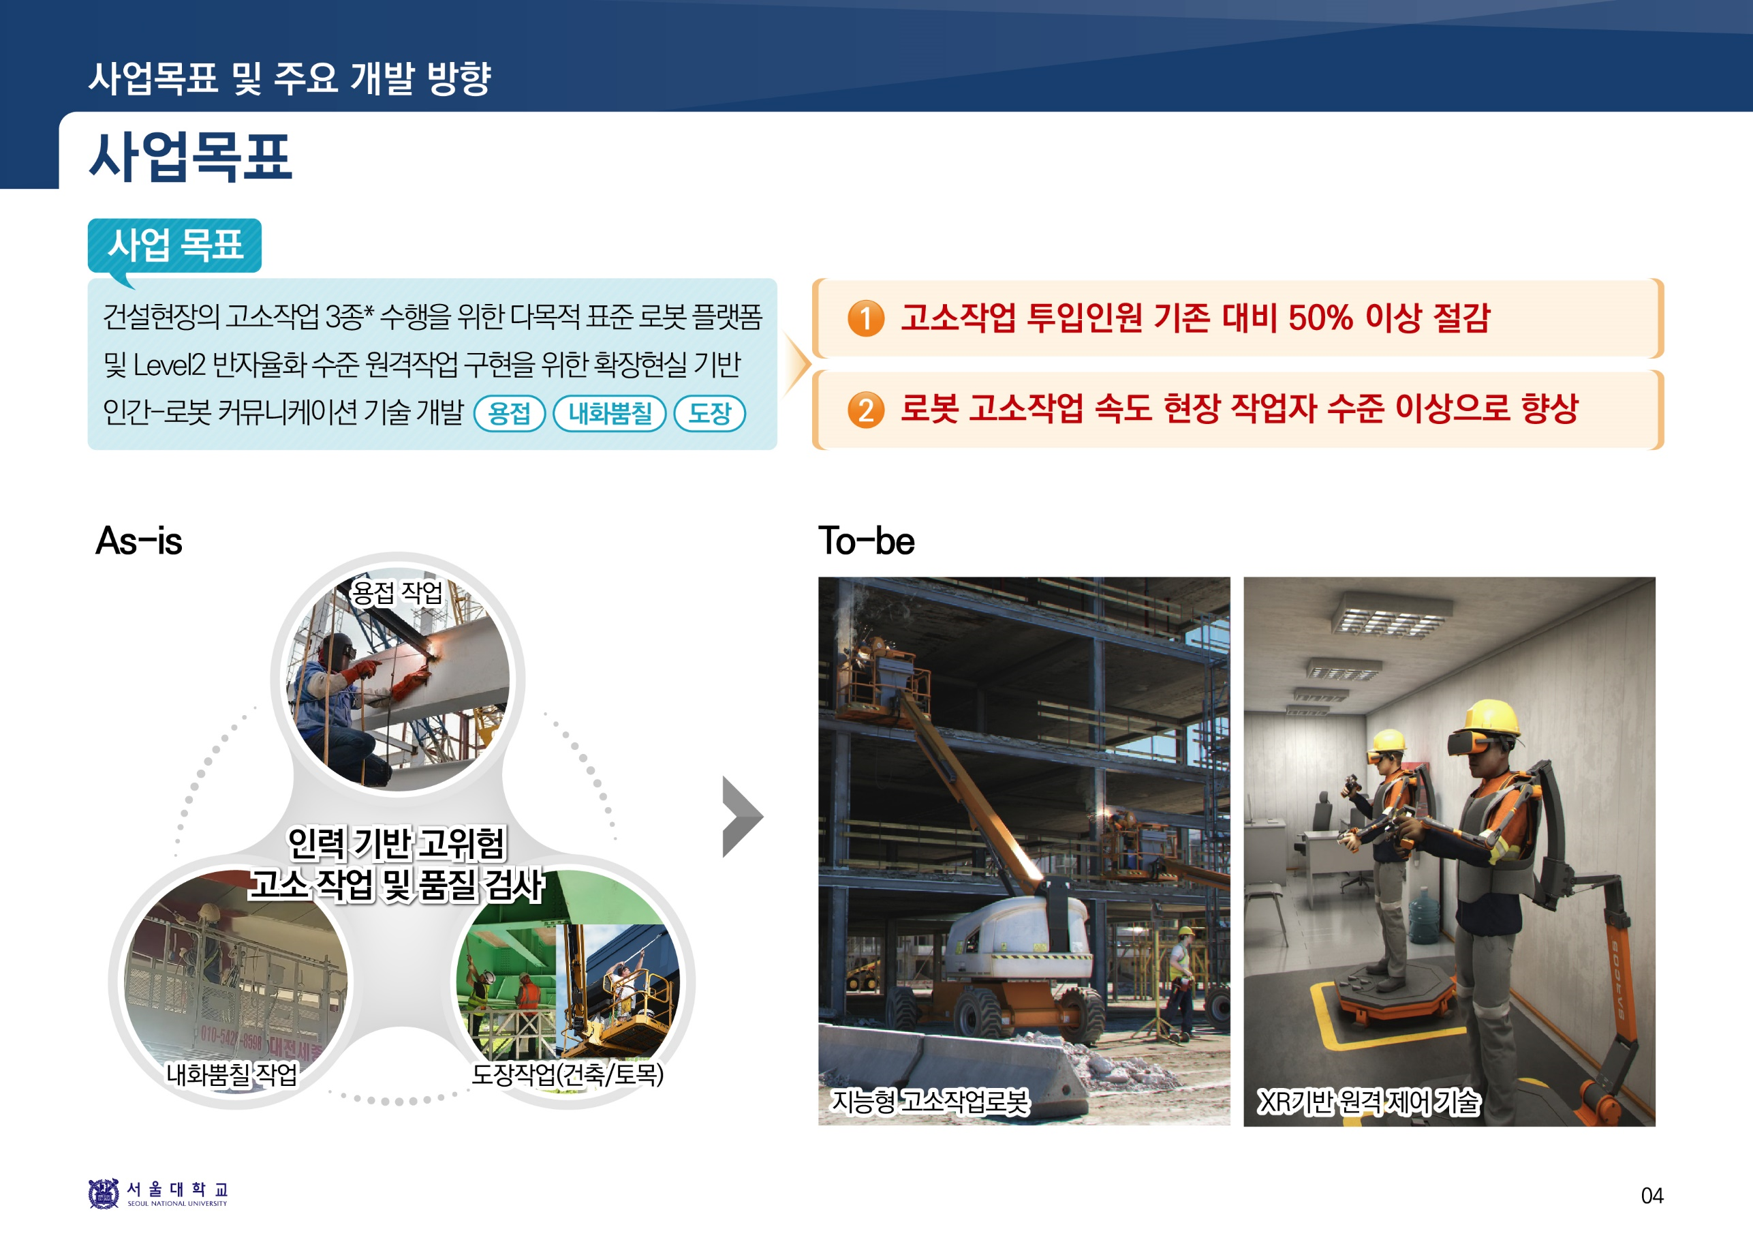 사업목표 및 주요 개발 방향
사업목표
사업 목표
건설현장의 고소작업 3종* 수행을 위한 다목적 표준 로봇 플랫폼
및 Level2 반자율화 수준 원격작업 구현을 위한 확장현실 기반
인간-로봇 커뮤니케이션 기술 개발 용접 내화뿜칠 도장
1 고소작업 투입인원 기존 대비 50% 이상 절감
2 로봇 고소작업 속도 현장 작업자 수준 이상으로 향상
As-is
용접 작업
인력 기반 고위험
고소 작업 및 품질 검사
내화뿜칠 작업
도장작업(건축/토목)
To-be
지능형 고소작업로봇
XR기반 원격 제어 기술
서울대학교
SEOUL NATIONAL UNIVERSITY
04